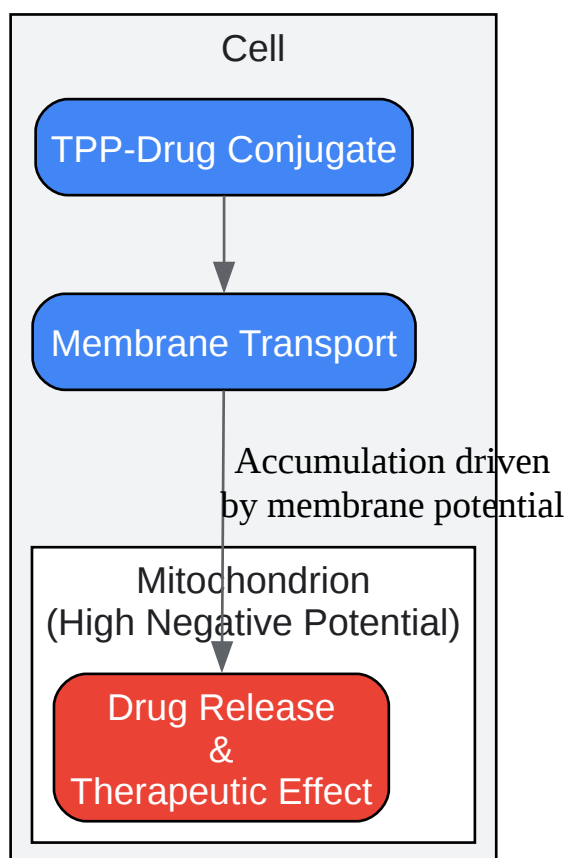 Cell
TPP-Drug Conjugate
Membrane Transport
Accumulation driven
by membrane potential
Mitochondrion
(High Negative Potential)
Drug Release
&
Therapeutic Effect